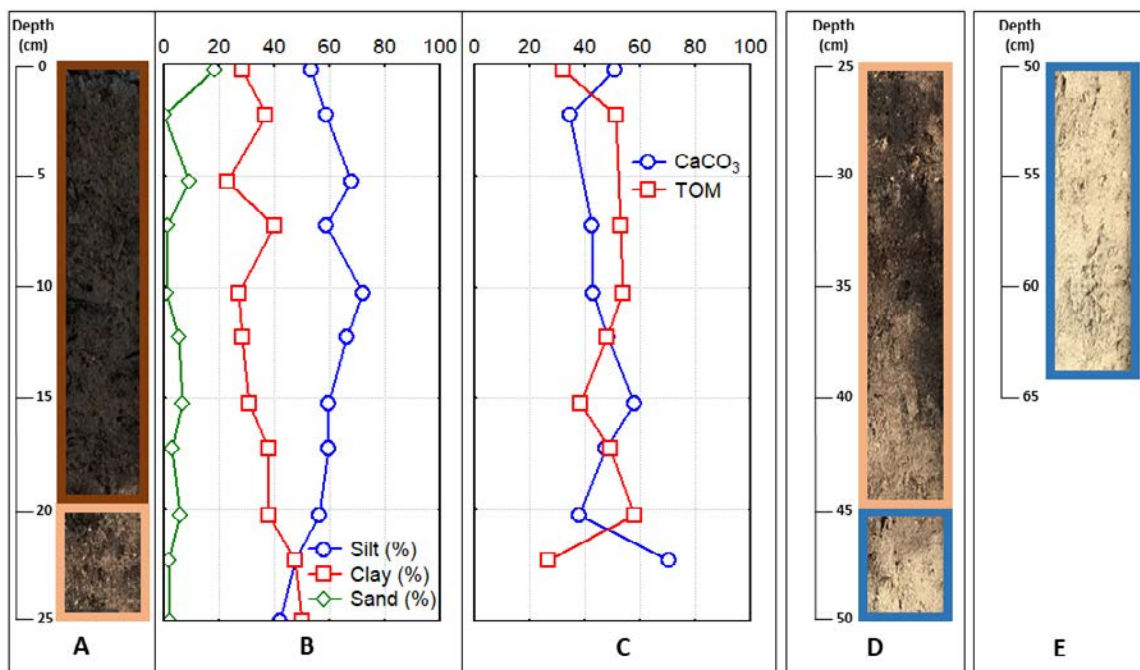 Depth
(cm)
0
5
10
15
20
25
A
0 20 40 60 80 100
Silt (%)
Clay (%)
Sand (%)
B
0 20 40 60 80 100
CaCO₃
TOM
C
Depth
(cm)
25
30
35
40
45
50
D
Depth
(cm)
50
55
60
65
E